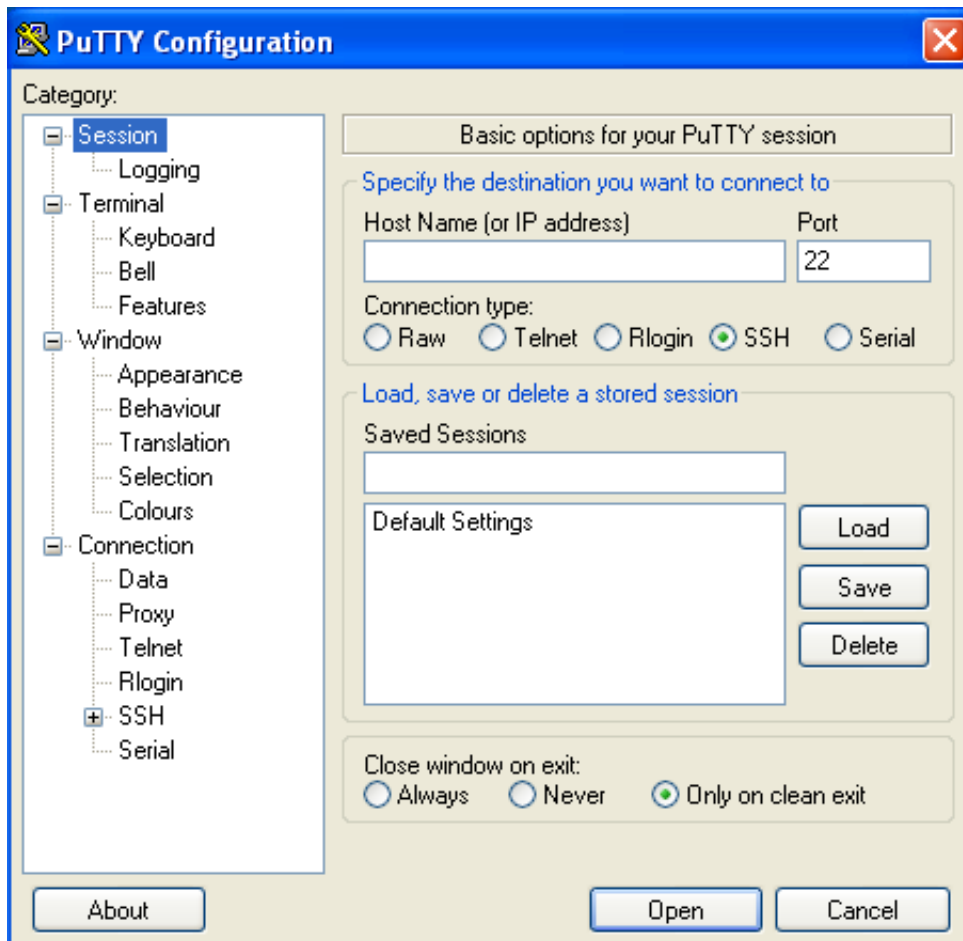 PuTTY Configuration
Category:
Session
Logging
Terminal
Keyboard
Bell
Features
Window
Appearance
Behaviour
Translation
Selection
Colours
Connection
Data
Proxy
Telnet
Rlogin
SSH
Serial
Basic options for your PuTTY session
Specify the destination you want to connect to
Host Name (or IP address) Port
22
Connection type:
Raw Telnet Rlogin SSH Serial
Load, save or delete a stored session
Saved Sessions
Default Settings
Load
Save
Delete
Close window on exit:
Always Never Only on clean exit
About Open Cancel